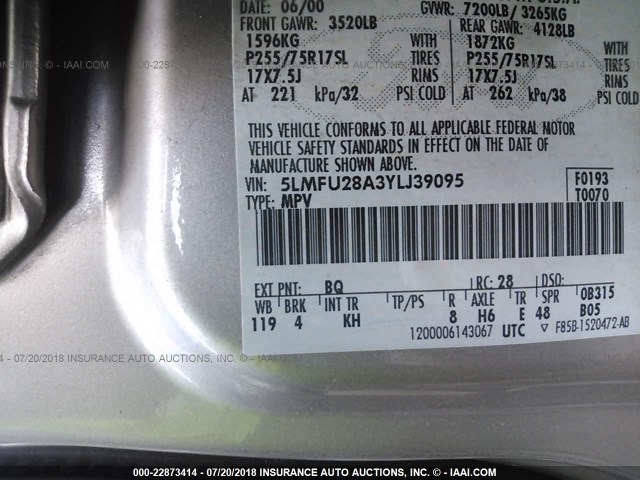 DATE: 06/00 GVWR: 7200LB/ 3265KG
FRONT GAWR: 3520LB REAR GAWR: 4128LB
1596KG WITH 1872KG WITH
P255/75R17SL TIRES P255/75R17SL TIRES
17X7.5J RIMS 17X7.5J RIMS
AT 221 kPa/32 PSI COLD AT 262 kPa/38 PSI COLD
THIS VEHICLE CONFORMS TO ALL APPLICABLE FEDERAL MOTOR
VEHICLE SAFETY STANDARDS IN EFFECT ON THE DATE OF
MANUFACTURE SHOWN ABOVE.
VIN: 5LMFU28A3YLJ39095 F0193
TYPE: MPV T0070
EXT PNT: BQ RC: 28 DSO:
WB BRK INT TR TP/PS R AXLE TR SPR 0B315
119 4 KH 8 H6 E 48 B05
1200006143067 UTC ▽ F85B-1520472-AB
000-22873414 - 07/20/2018 INSURANCE AUTO AUCTIONS - IAAI.COM